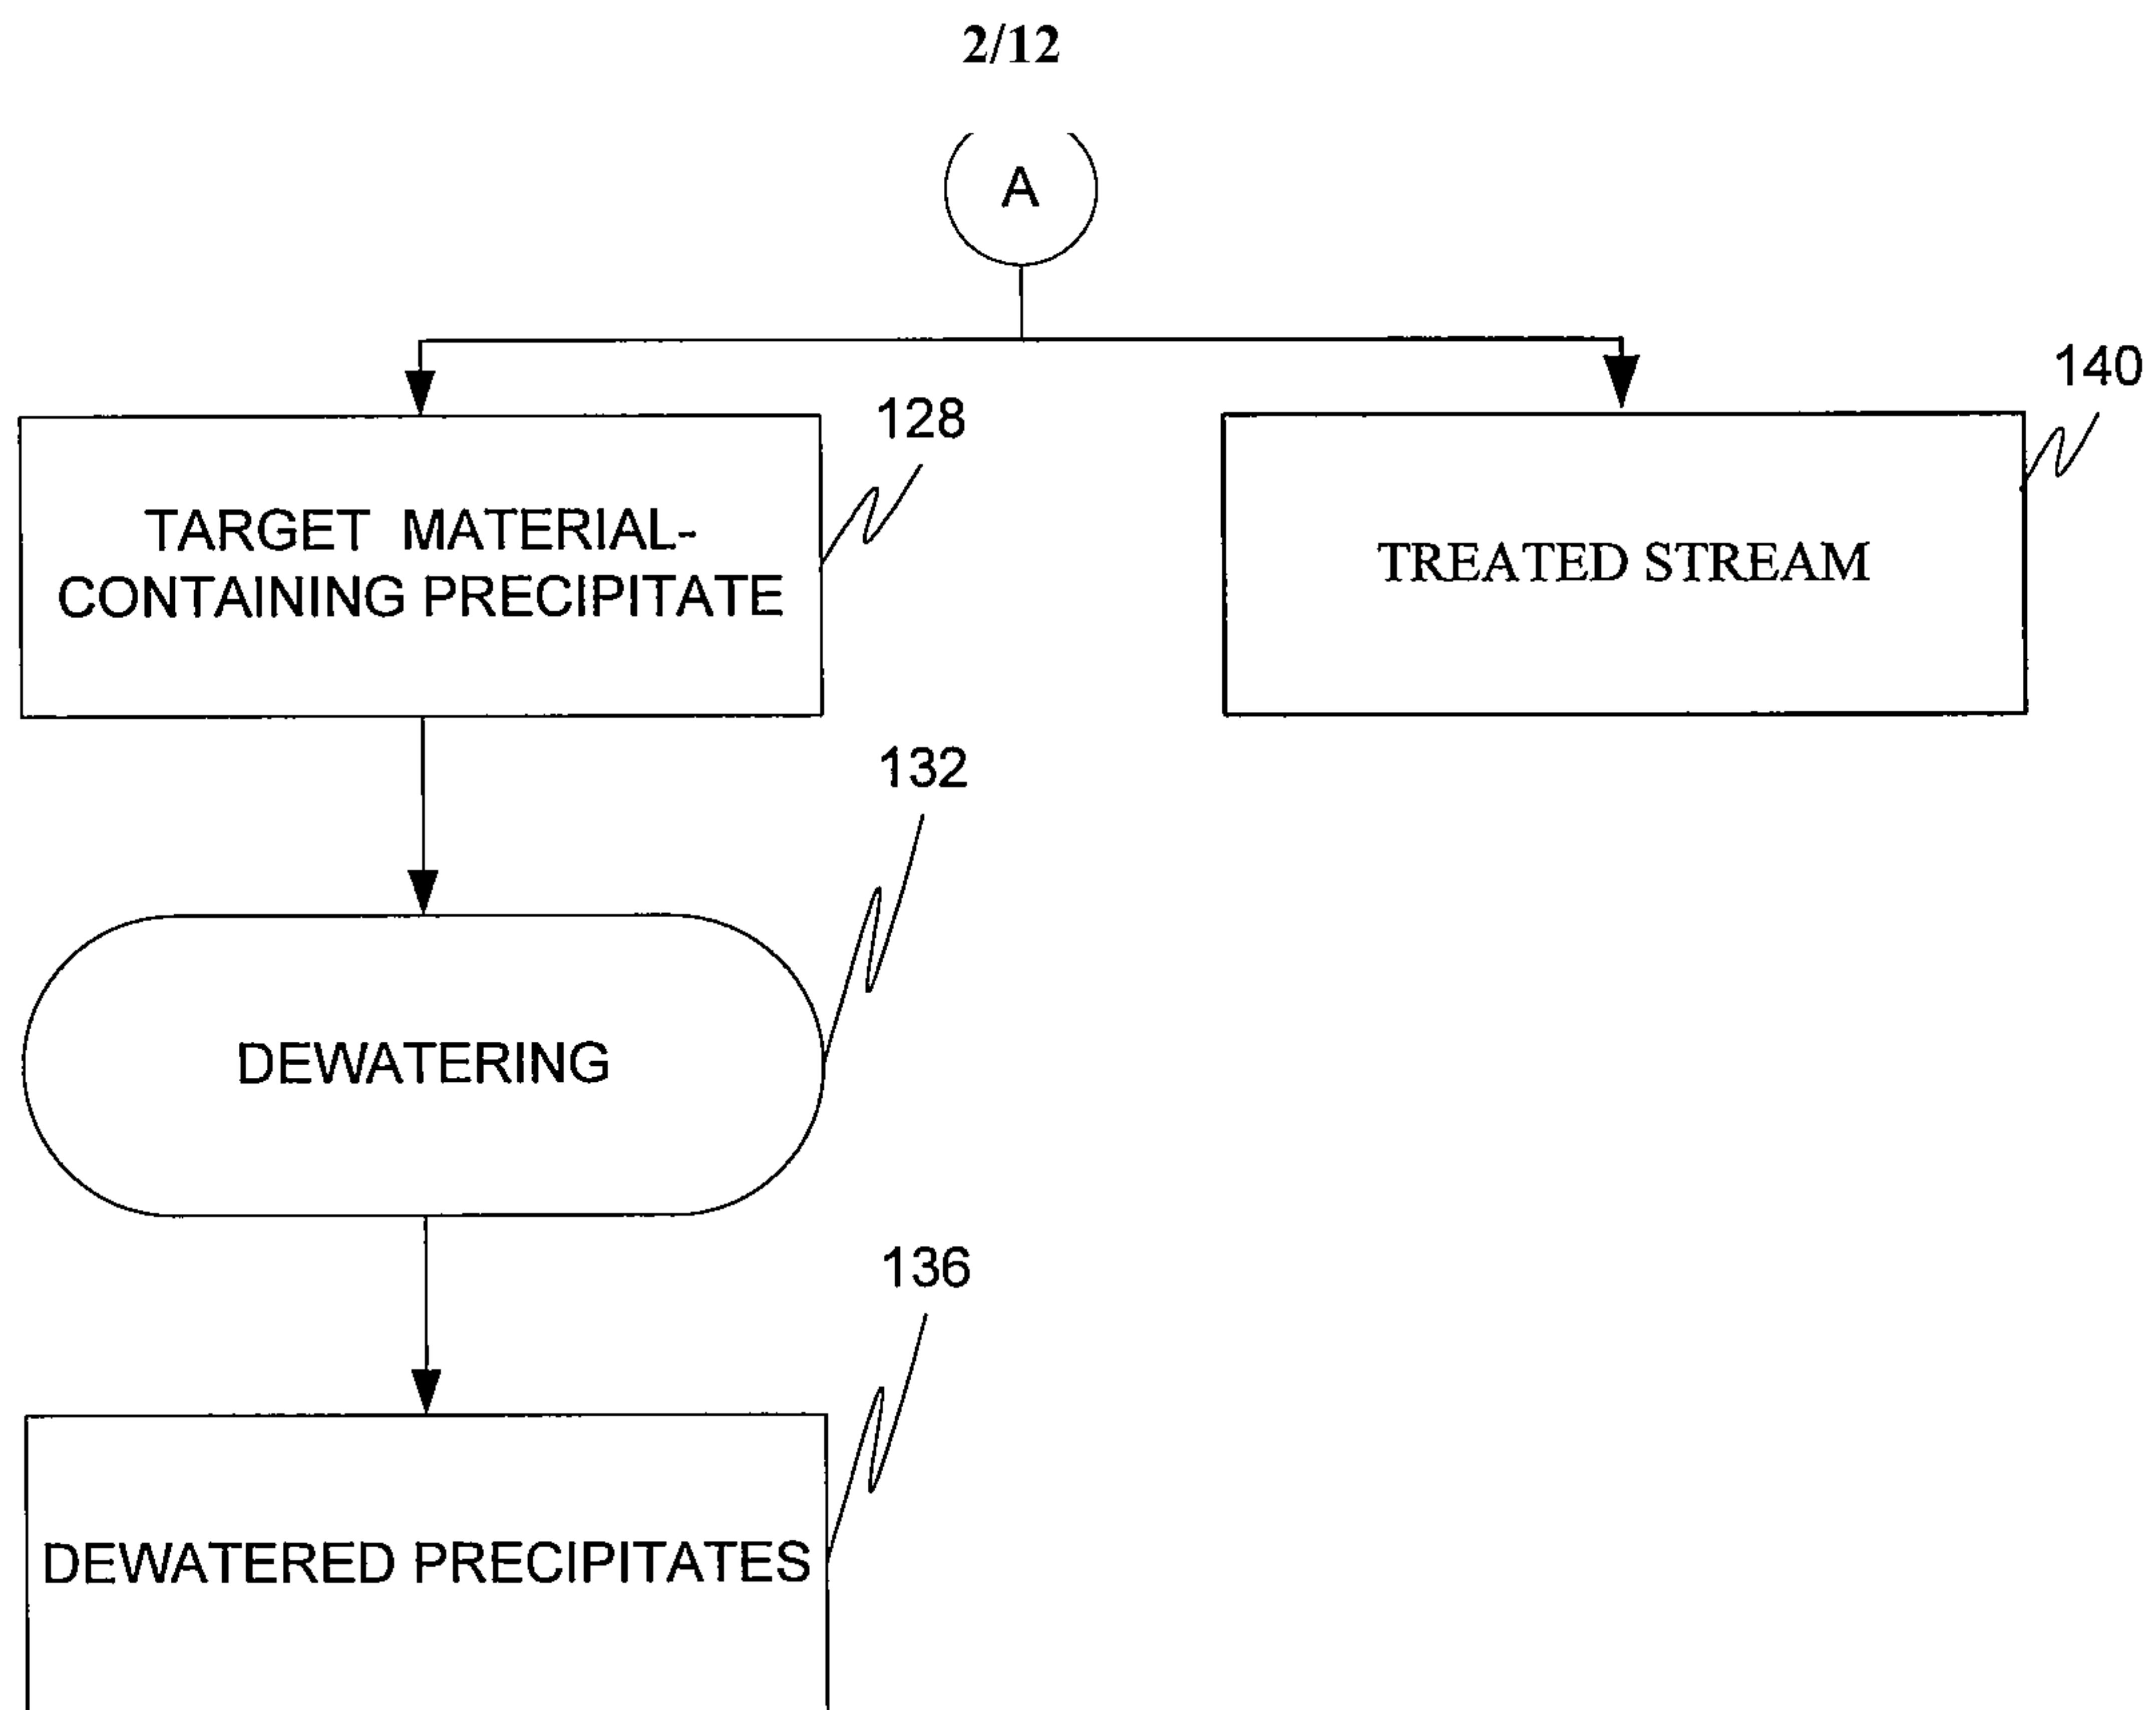 2/12
A
128
140
TARGET MATERIAL-
CONTAINING PRECIPITATE
TREATED STREAM
132
DEWATERING
136
DEWATERED PRECIPITATES